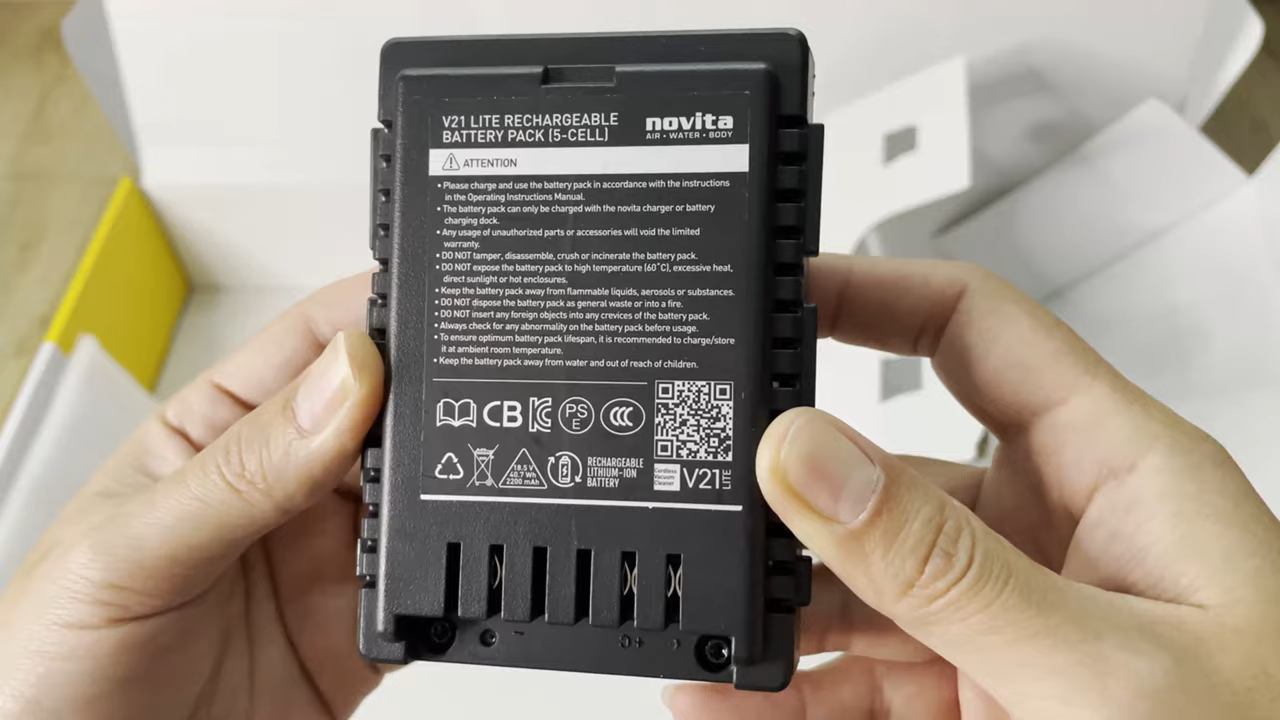 V21 LITE RECHARGEABLE
BATTERY PACK (5-CELL)
novita
AIR • WATER • BODY
ATTENTION
• Please charge and use the battery pack in accordance with the instructions
in the Operating Instructions Manual.
• The battery pack can only be charged with the novita charger or battery
charging dock.
• Any usage of unauthorized parts or accessories will void the limited
warranty.
• DO NOT tamper, disassemble, crush or incinerate the battery pack.
• DO NOT expose the battery pack to high temperature (60°C), excessive heat,
direct sunlight or hot enclosures.
• Keep the battery pack away from flammable liquids, aerosols or substances.
• DO NOT dispose the battery pack as general waste or into a fire.
• DO NOT insert any foreign objects into any crevices of the battery pack.
• Always check for any abnormality on the battery pack before usage.
• To ensure optimum battery pack lifespan, it is recommended to charge/store
it at ambient room temperature.
• Keep the battery pack away from water and out of reach of children.
CB
PS
E
CCC
18.5 V
40.7 Wh
2200 mAh
RECHARGEABLE
LITHIUM-ION
BATTERY
Cordless
Vacuum
Cleaner
V21 LITE
− C+ +